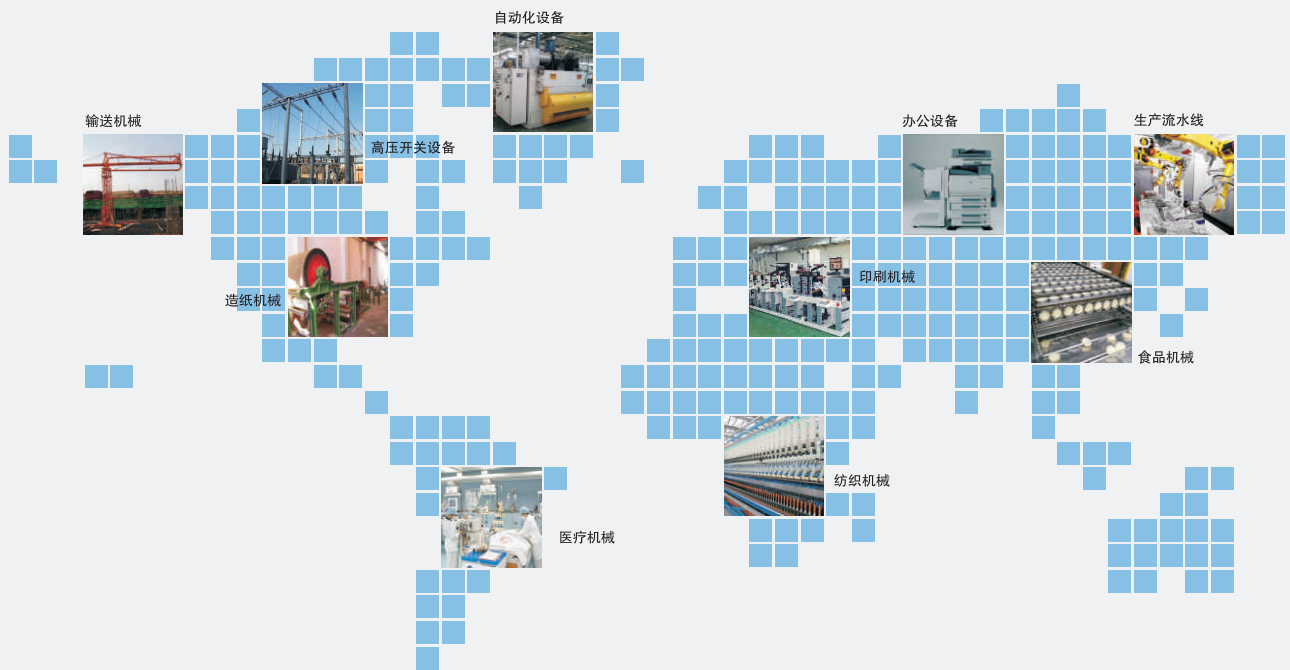 自动化设备
输送机械
高压开关设备
办公设备
生产流水线
造纸机械
印刷机械
食品机械
纺织机械
医疗机械